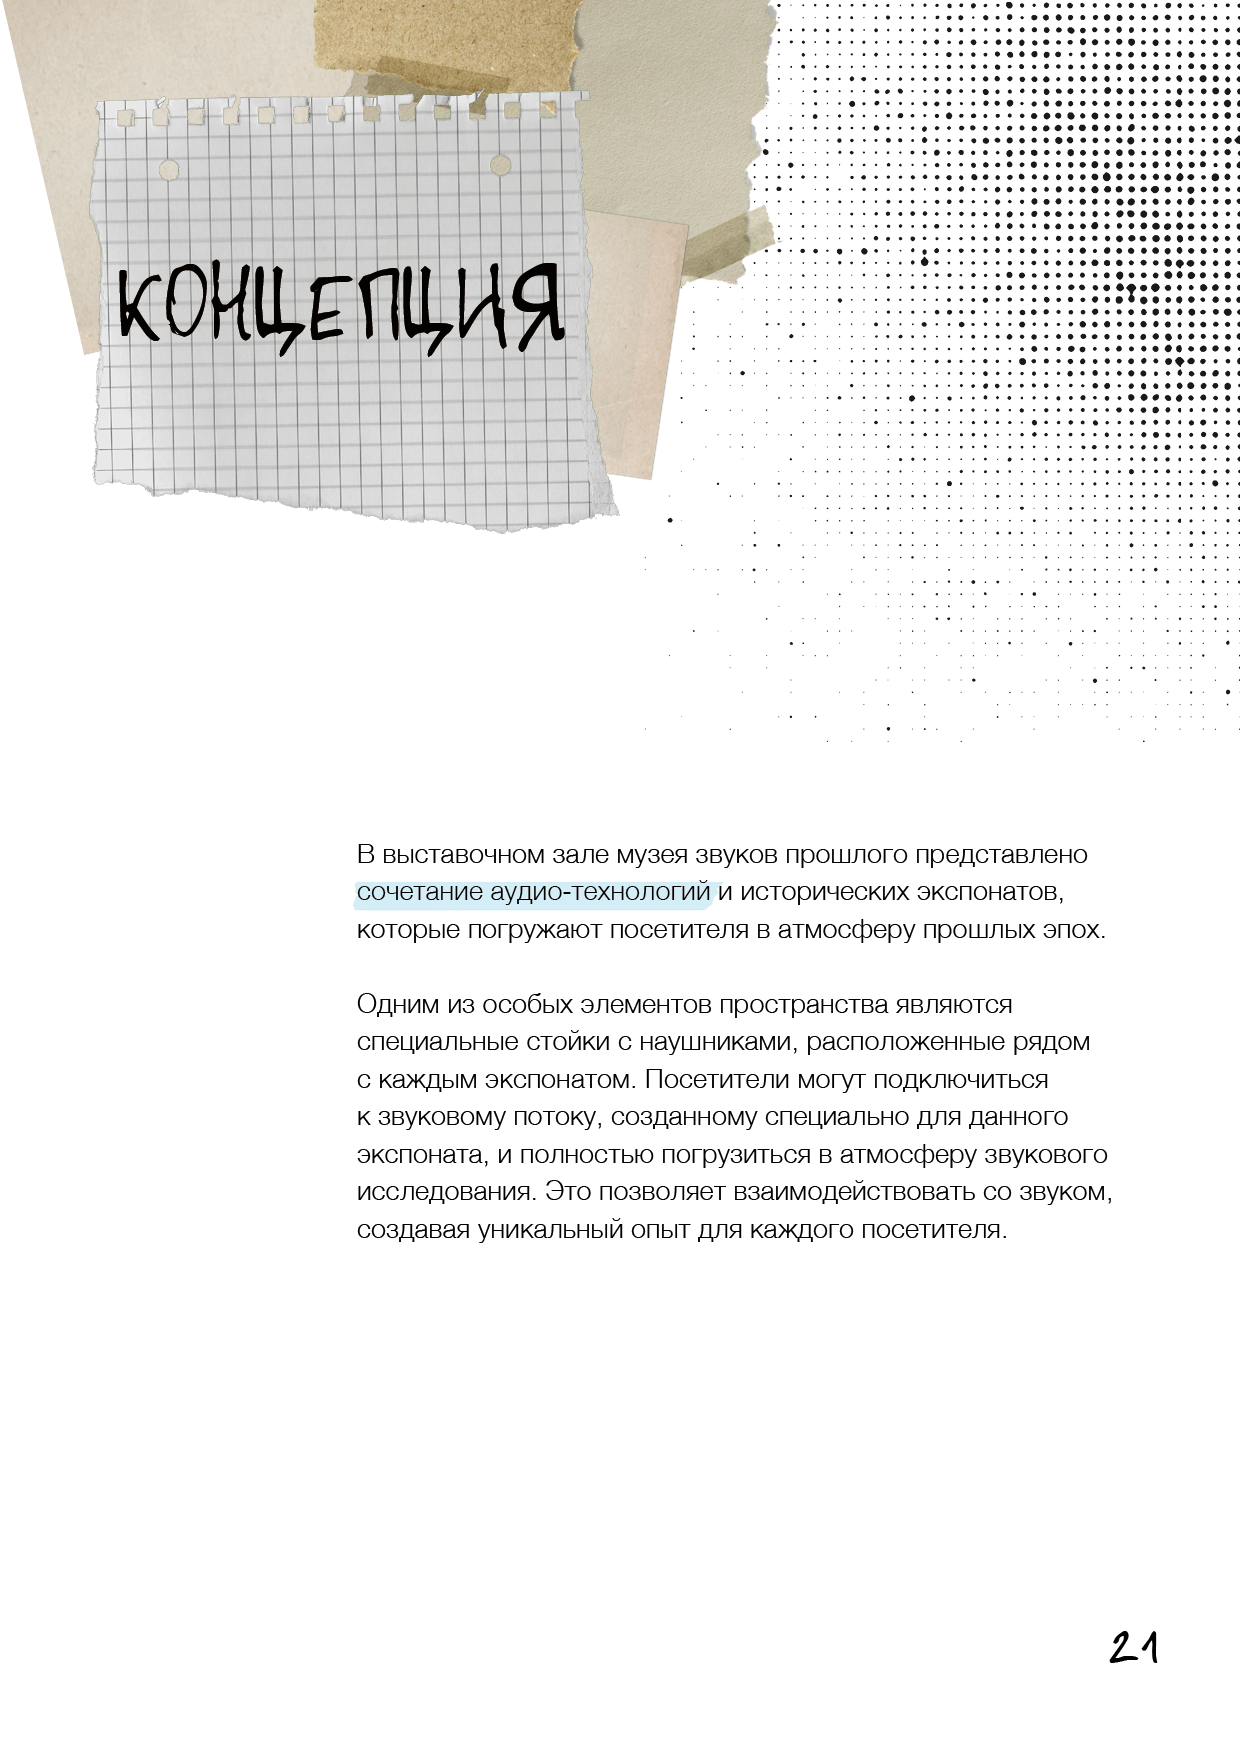 КОНЦЕПЦИЯ
В выставочном зале музея звуков прошлого представлено
сочетание аудио-технологий и исторических экспонатов,
которые погружают посетителя в атмосферу прошлых эпох.
Одним из особых элементов пространства являются
специальные стойки с наушниками, расположенные рядом
с каждым экспонатом. Посетители могут подключиться
к звуковому потоку, созданному специально для данного
экспоната, и полностью погрузиться в атмосферу звукового
исследования. Это позволяет взаимодействовать со звуком,
создавая уникальный опыт для каждого посетителя.
21